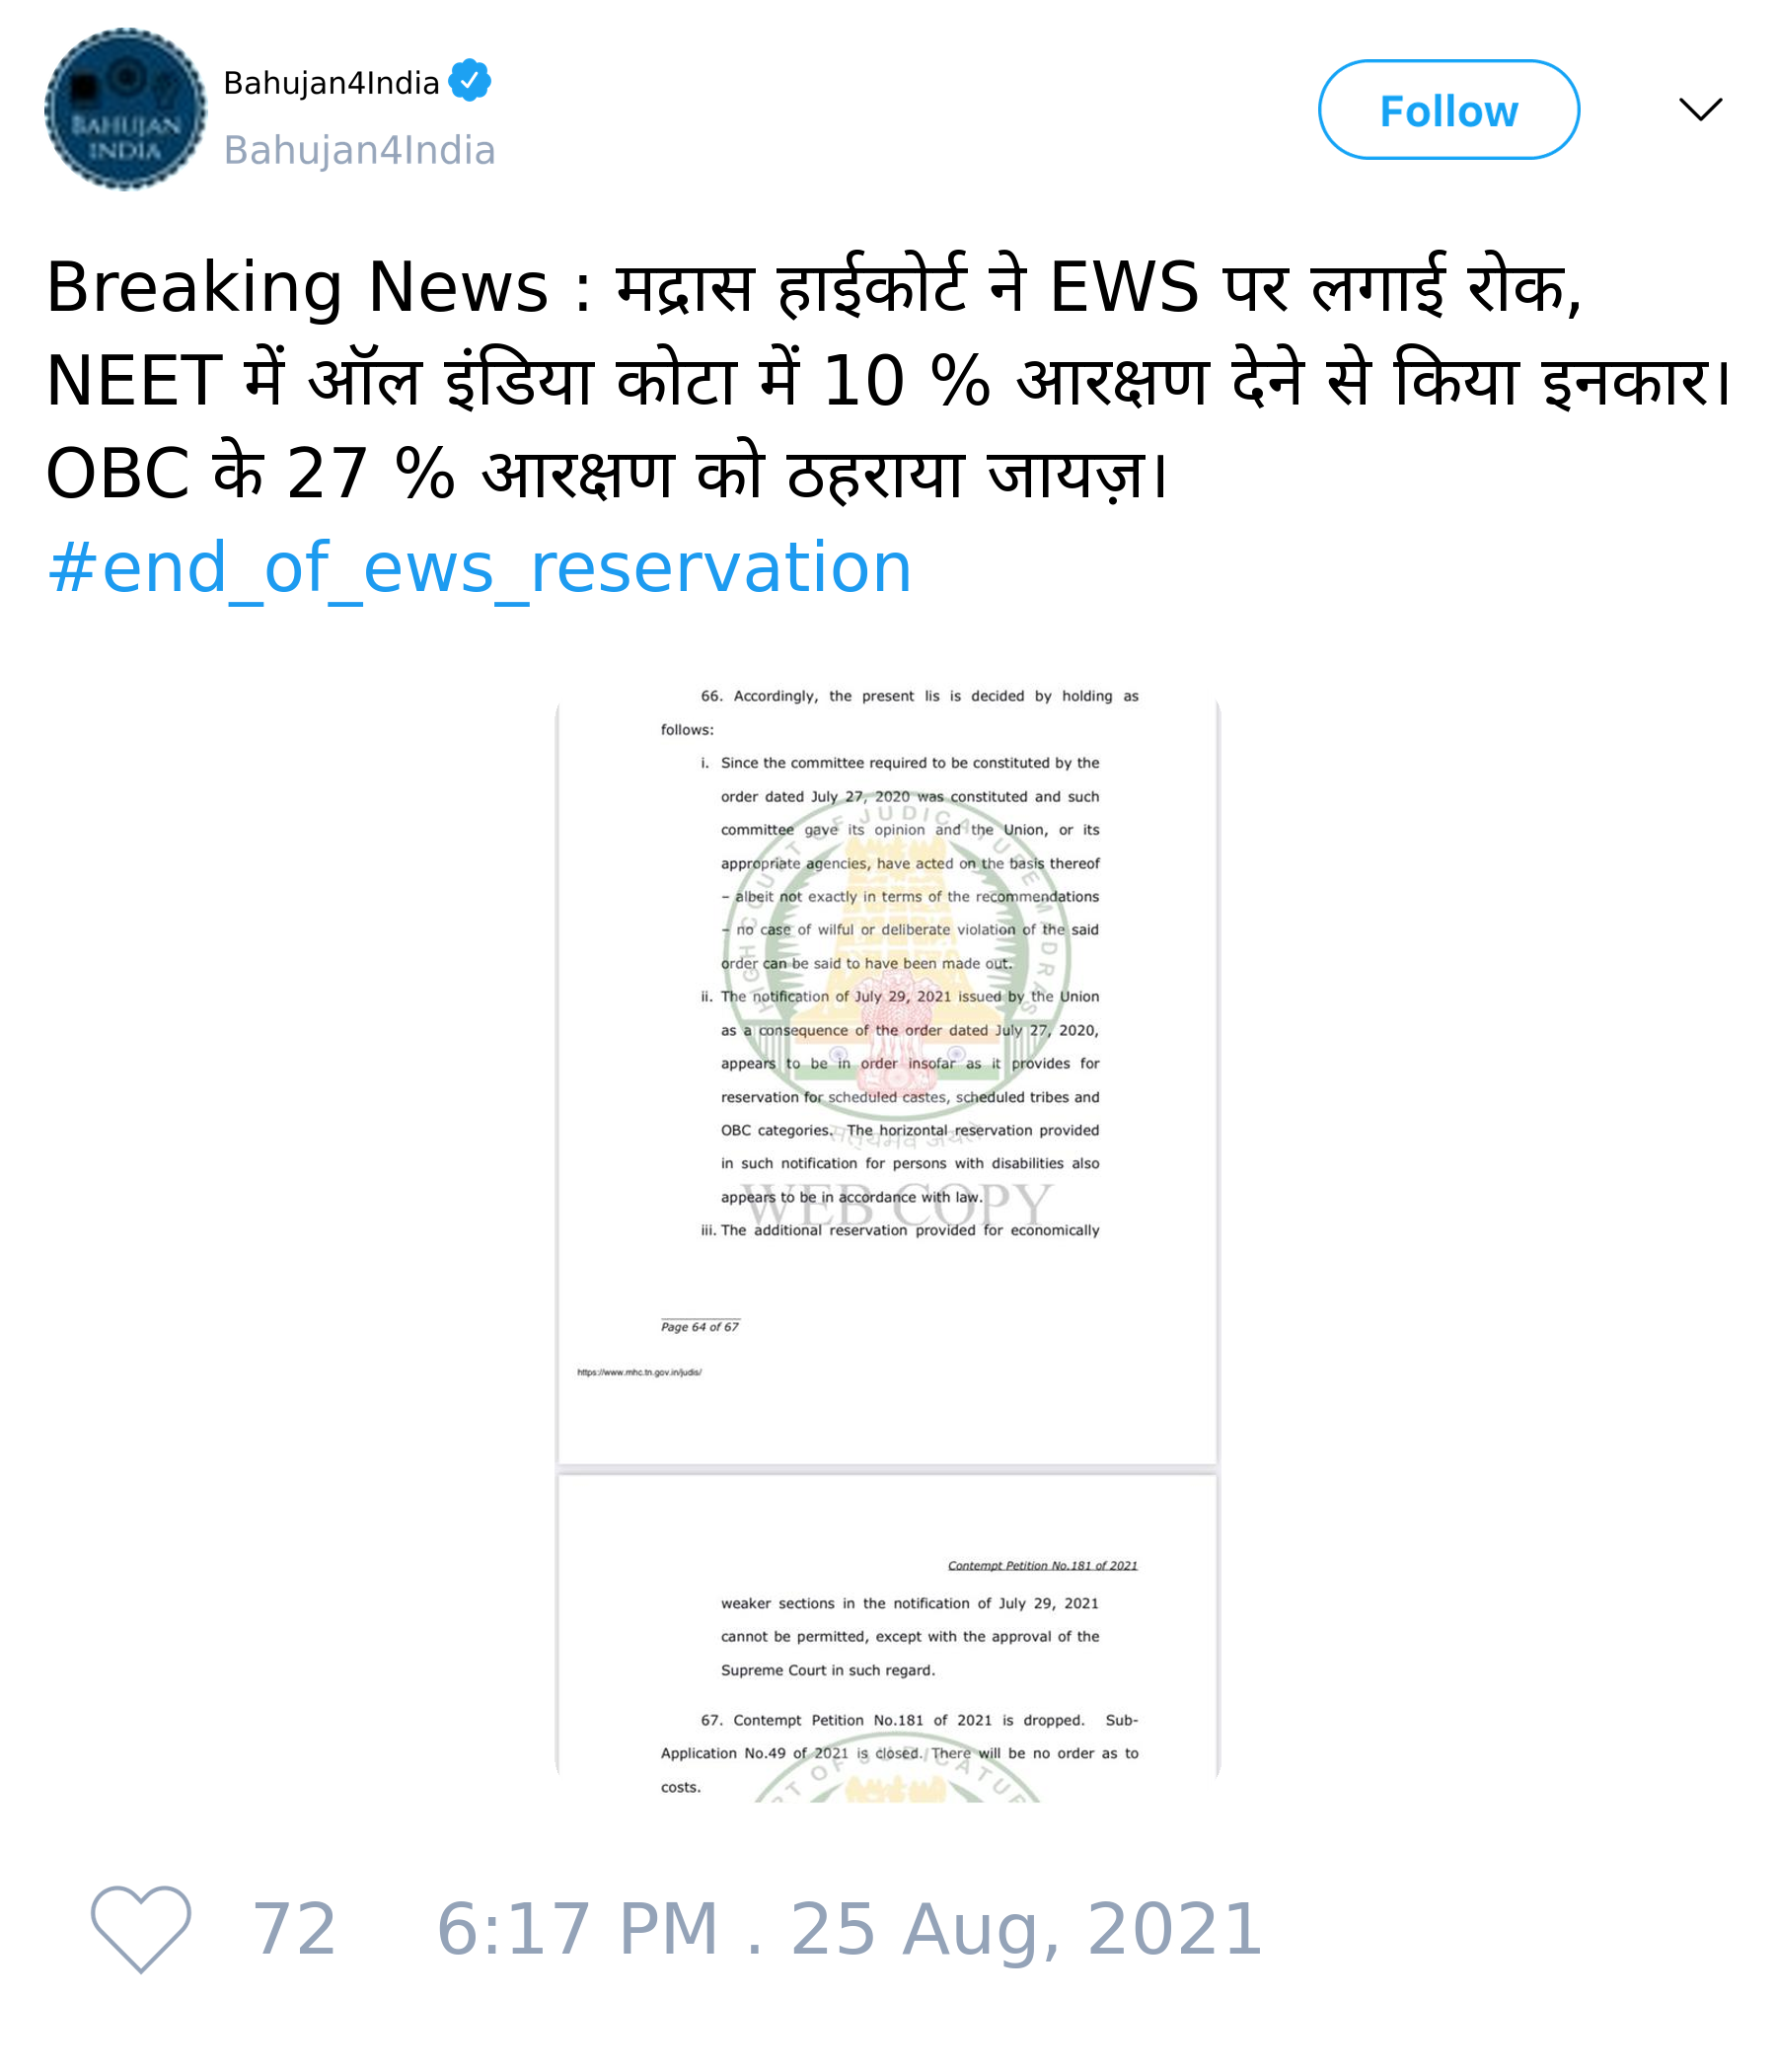 BAHUJAN
INDIA
Bahujan4India
Bahujan4India
Follow
Breaking News : मद्रास हाईकोर्ट ने EWS पर लगाई रोक,
NEET में ऑल इंडिया कोटा में 10 % आरक्षण देने से किया इनकार।
OBC के 27 % आरक्षण को ठहराया जायज़।
#end_of_ews_reservation
66. Accordingly, the present lis is decided by holding as
follows:
i. Since the committee required to be constituted by the
order dated July 27, 2020 was constituted and such
committee gave its opinion and the Union, or its
appropriate agencies, have acted on the basis thereof
– albeit not exactly in terms of the recommendations
– no case of wilful or deliberate violation of the said
order can be said to have been made out.
ii. The notification of July 29, 2021 issued by the Union
as a consequence of the order dated July 27, 2020,
appears to be in order insofar as it provides for
reservation for scheduled castes, scheduled tribes and
OBC categories. The horizontal reservation provided
in such notification for persons with disabilities also
appears to be in accordance with law.
iii. The additional reservation provided for economically
HIGH COURT OF JUDICATURE MADRAS
सत्यमेव जयते
WEB COPY
Page 64 of 67
https://www.mhc.tn.gov.in/judis/
Contempt Petition No.181 of 2021
weaker sections in the notification of July 29, 2021
cannot be permitted, except with the approval of the
Supreme Court in such regard.
67. Contempt Petition No.181 of 2021 is dropped. Sub-
Application No.49 of 2021 is closed. There will be no order as to
costs.
RT OF JUDICATUR
72 6:17 PM . 25 Aug, 2021